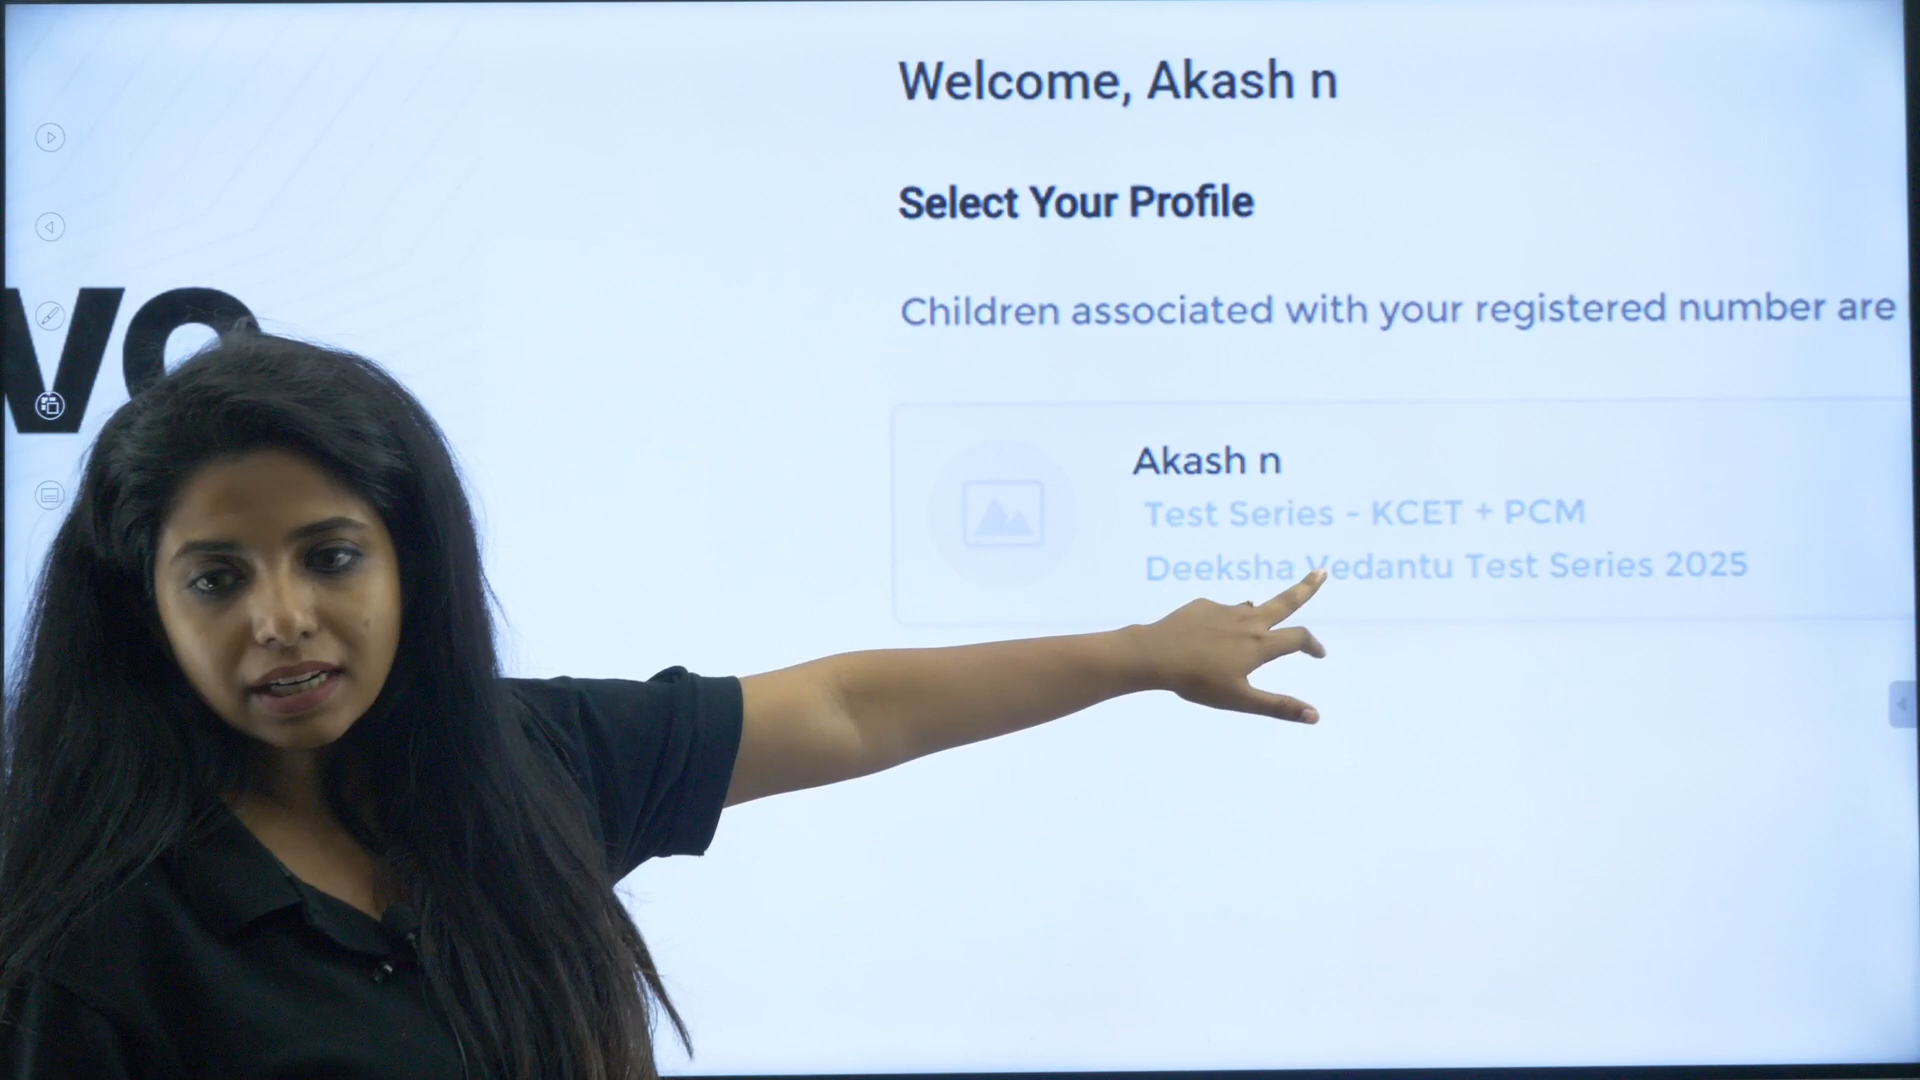 Welcome, Akash n
Select Your Profile
Children associated with your registered number are
vo
Akash n
Test Series - KCET + PCM
Deeksha Vedantu Test Series 2025